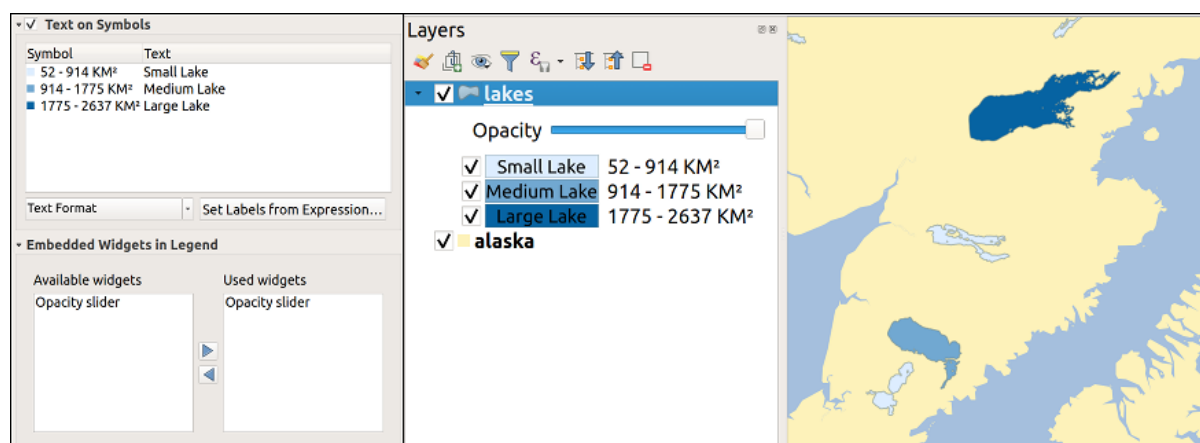 Text on Symbols
Symbol Text
52 - 914 KM² Small Lake
914 - 1775 KM² Medium Lake
1775 - 2637 KM² Large Lake
Text Format
Set Labels from Expression...
Embedded Widgets in Legend
Available widgets
Used widgets
Opacity slider
Opacity slider
Layers
lakes
Opacity
Small Lake 52 - 914 KM²
Medium Lake 914 - 1775 KM²
Large Lake 1775 - 2637 KM²
alaska